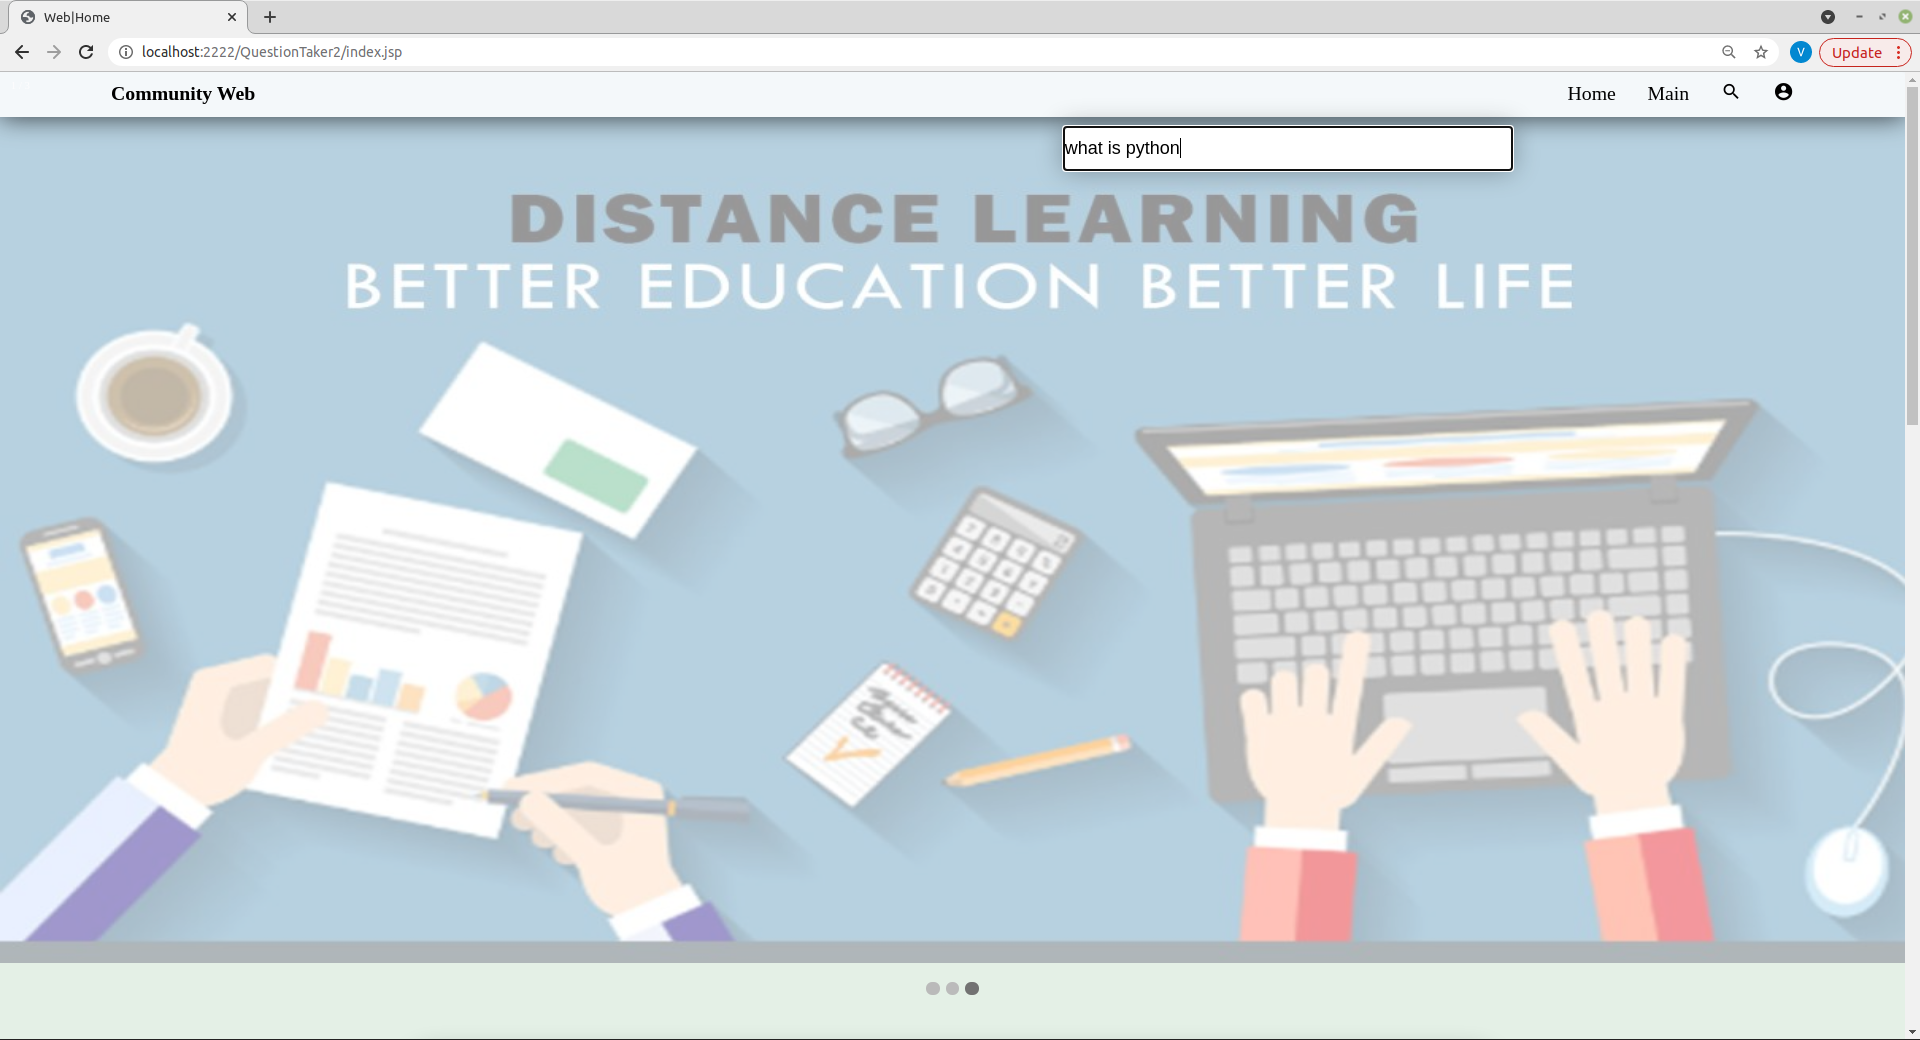 Web|Home
localhost:2222/QuestionTaker2/index.jsp
V
Update
Community Web
Home
Main
what is python
DISTANCE LEARNING
BETTER EDUCATION BETTER LIFE